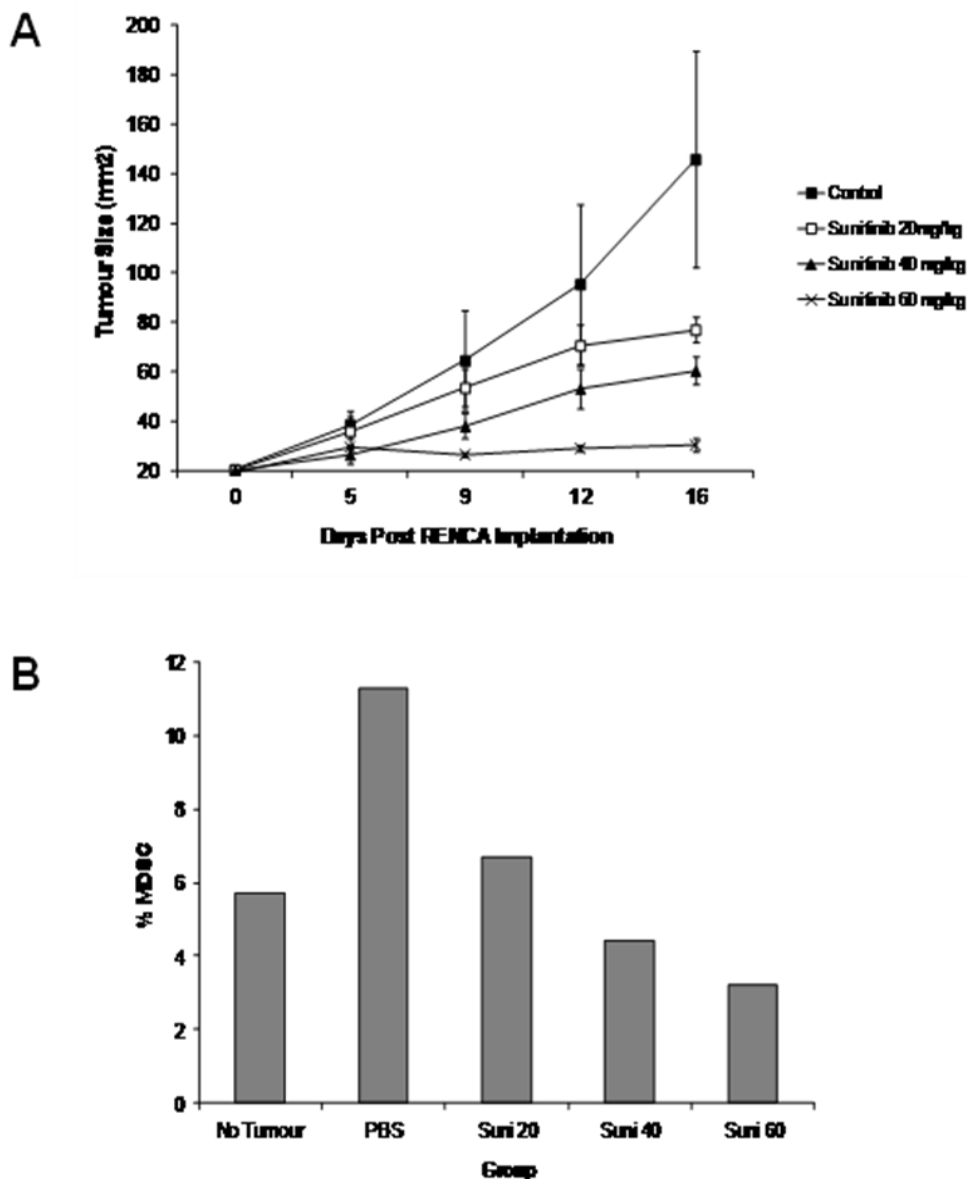 A
200
180
160
140
120
100
80
60
40
20
Tumour Size (mm2)
0 5 9 12 16
Days Post RENCA Implantation
Control
Sunitinib 20mg/kg
Sunitinib 40 mg/kg
Sunitinib 60 mg/kg
B
12
10
8
6
4
2
0
% MDSC
No Tumour PBS Suni 20 Suni 40 Suni 60
Group